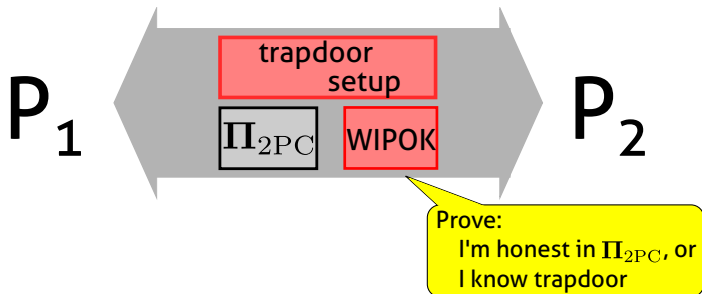 trapdoor
setup
P₁
Π₂PC
WIPOK
P₂
Prove:
I'm honest in Π₂PC, or
I know trapdoor